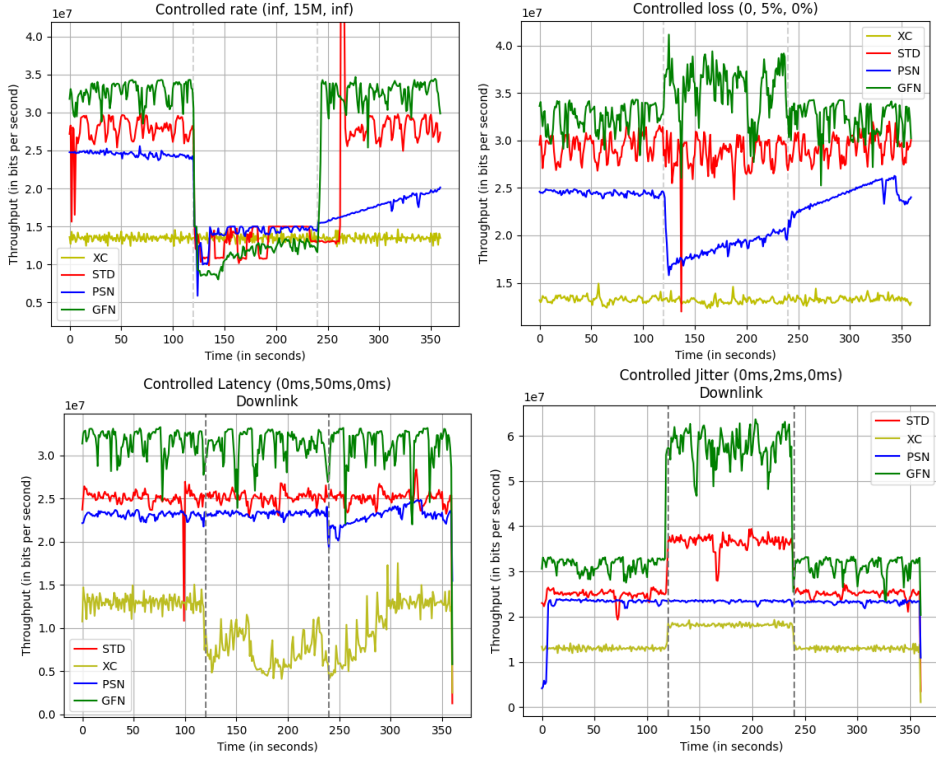 Controlled rate (inf, 15M, inf)
1e7
4.0
3.5
3.0
2.5
2.0
1.5
1.0
0.5
Throughput (in bits per second)
XC
STD
PSN
GFN
0 50 100 150 200 250 300 350
Time (in seconds)
Controlled loss (0, 5%, 0%)
1e7
4.0
3.5
3.0
2.5
2.0
1.5
Throughput (in bits per second)
XC
STD
PSN
GFN
0 50 100 150 200 250 300 350
Time (in seconds)
Controlled Latency (0ms,50ms,0ms)
Downlink
1e7
3.0
2.5
2.0
1.5
1.0
0.5
0.0
Throughput (in bits per second)
STD
XC
PSN
GFN
0 50 100 150 200 250 300 350
Time (in seconds)
Controlled Jitter (0ms,2ms,0ms)
Downlink
1e7
6
5
4
3
2
1
0
Throughput (in bits per second)
STD
XC
PSN
GFN
0 50 100 150 200 250 300 350
Time (in seconds)